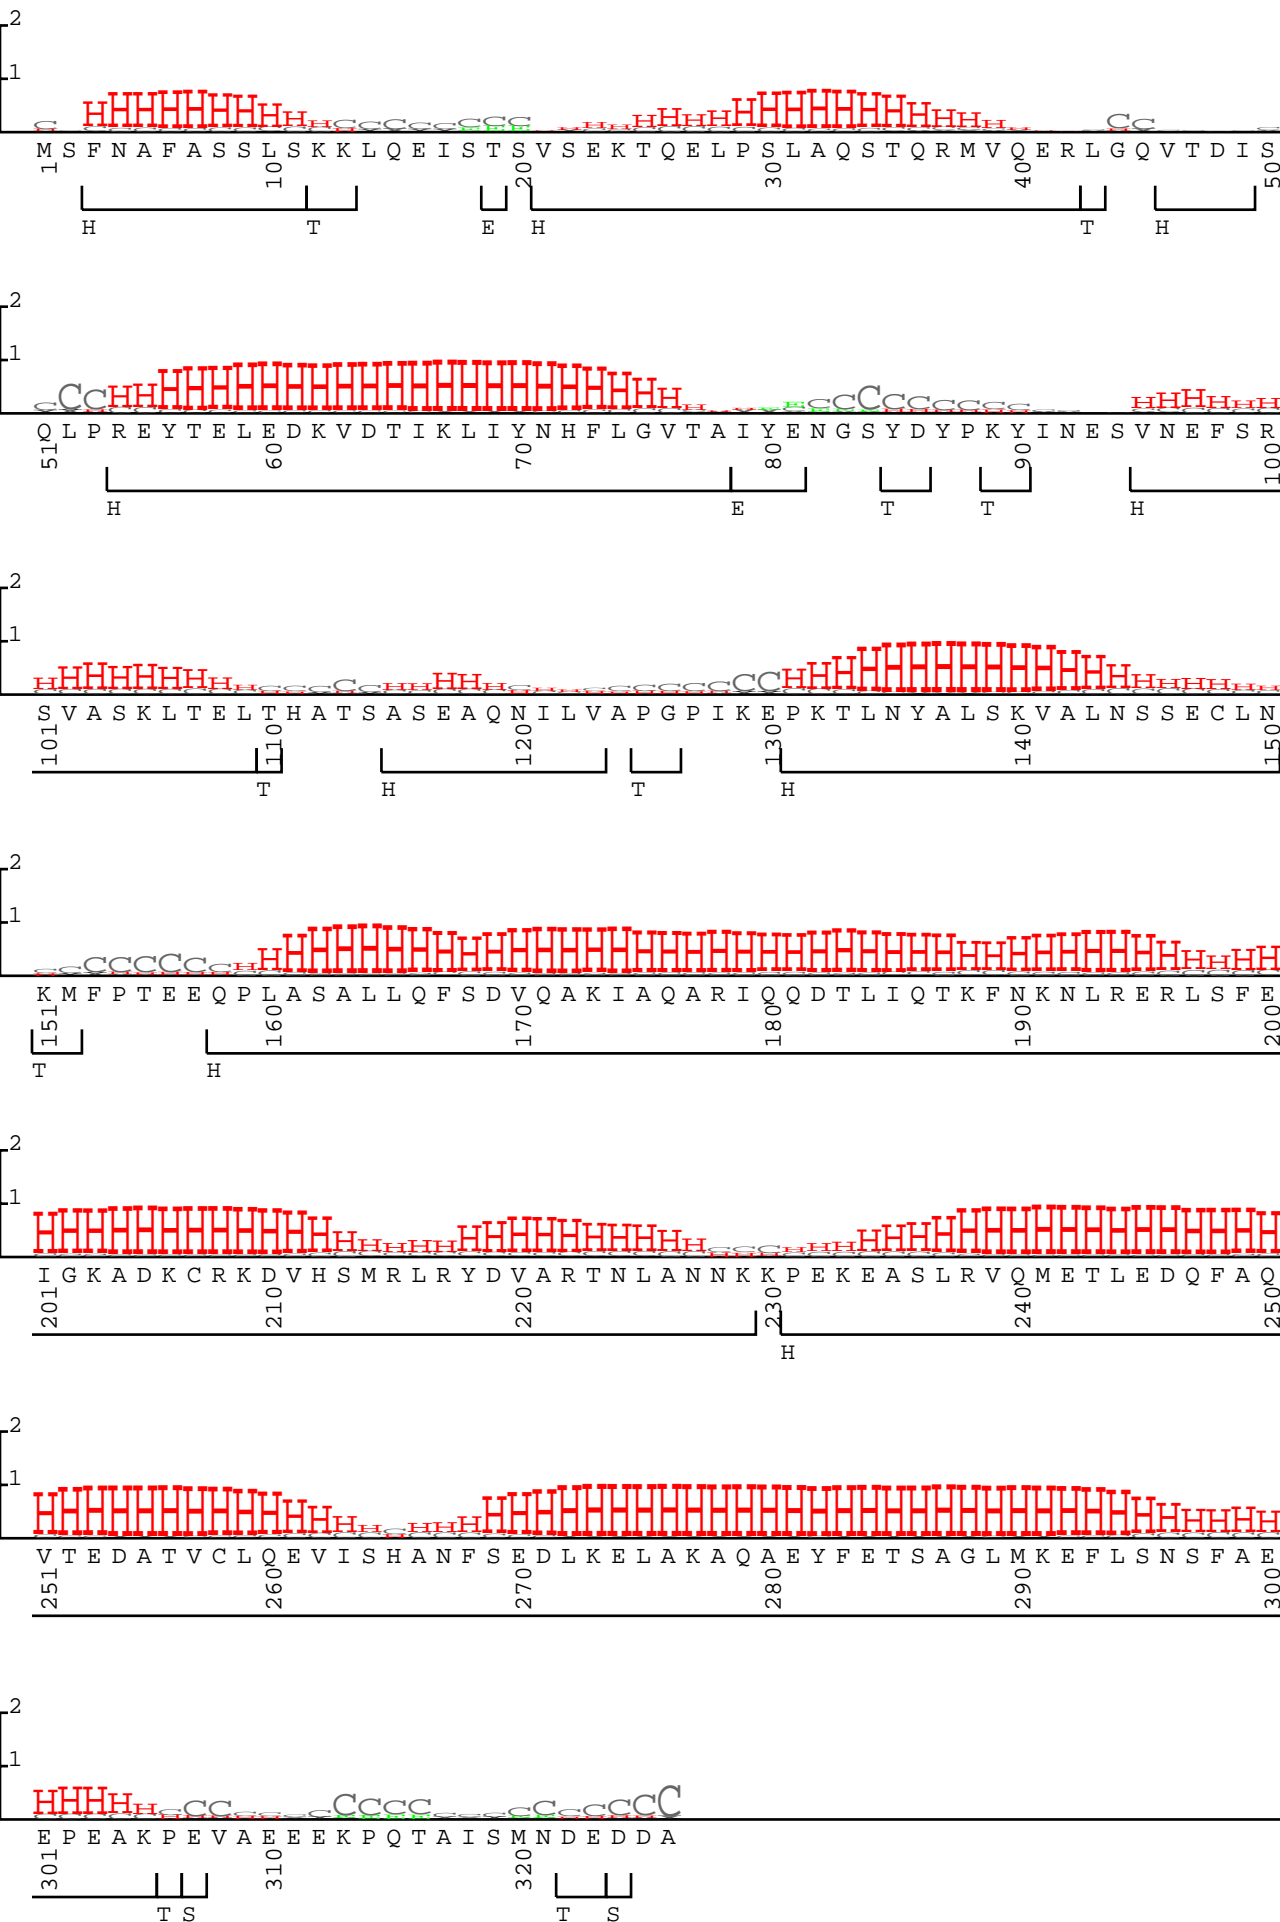 2
1
M S F N A F A S S L S K K L Q E I S T S V S E K T Q E L P S L A Q S T Q R M V Q E R L G Q V T D I S
1 10 20 30 40 50
H T E H T H
2
1
Q L P R E Y T E L E D K V D T I K L I Y N H F L G V T A I Y E N G S Y D Y P K Y I N E S V N E F S R
51 60 70 80 90 100
H E T T H
2
1
S V A S K L T E L T H A T S A S E A Q N I L V A P G P I K E P K T L N Y A L S K V A L N S S E C L N
101 110 120 130 140 150
T H T H
2
1
K M F P T E E Q P L A S A L L Q F S D V Q A K I A Q A R I Q Q D T L I Q T K F N K N L R E R L S F E
151 160 170 180 190 200
T H
2
1
I G K A D K C R K D V H S M R L R Y D V A R T N L A N N K K P E K E A S L R V Q M E T L E D Q F A Q
201 210 220 230 240 250
H
2
1
V T E D A T V C L Q E V I S H A N F S E D L K E L A K A Q A E Y F E T S A G L M K E F L S N S F A E
251 260 270 280 290 300
2
1
E P E A K P E V A E E E K P Q T A I S M N D E D D A
301 310 320
T S T S